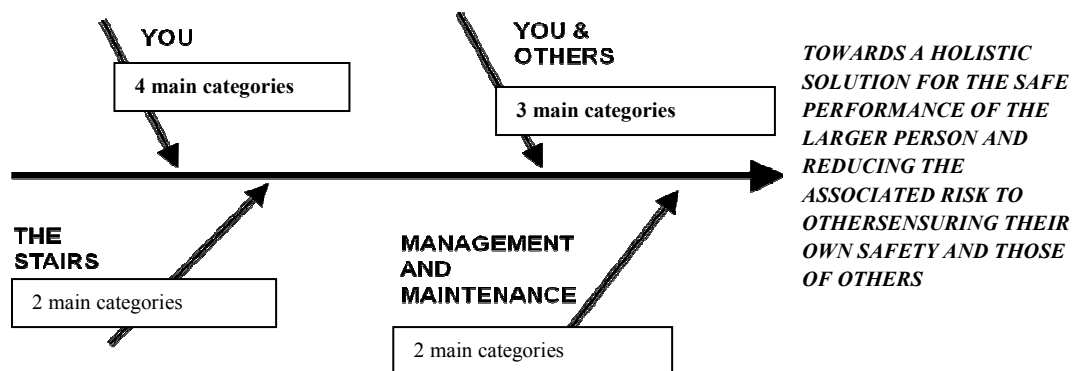 YOU
4 main categories
YOU &
OTHERS
3 main categories
TOWARDS A HOLISTIC
SOLUTION FOR THE SAFE
PERFORMANCE OF THE
LARGER PERSON AND
REDUCING THE
ASSOCIATED RISK TO
OTHERSENSURING THEIR
OWN SAFETY AND THOSE
OF OTHERS
THE
STAIRS
2 main categories
MANAGEMENT
AND
MAINTENANCE
2 main categories